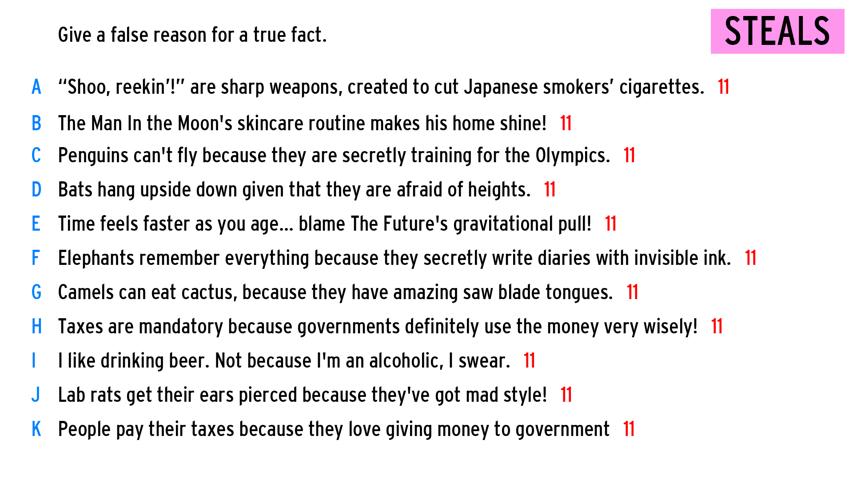 STEALS
Give a false reason for a true fact.
A “Shoo, reekin’!” are sharp weapons, created to cut Japanese smokers’ cigarettes. 11
B The Man In the Moon's skincare routine makes his home shine! 11
C Penguins can't fly because they are secretly training for the Olympics. 11
D Bats hang upside down given that they are afraid of heights. 11
E Time feels faster as you age... blame The Future's gravitational pull! 11
F Elephants remember everything because they secretly write diaries with invisible ink. 11
G Camels can eat cactus, because they have amazing saw blade tongues. 11
H Taxes are mandatory because governments definitely use the money very wisely! 11
I I like drinking beer. Not because I'm an alcoholic, I swear. 11
J Lab rats get their ears pierced because they've got mad style! 11
K People pay their taxes because they love giving money to government 11